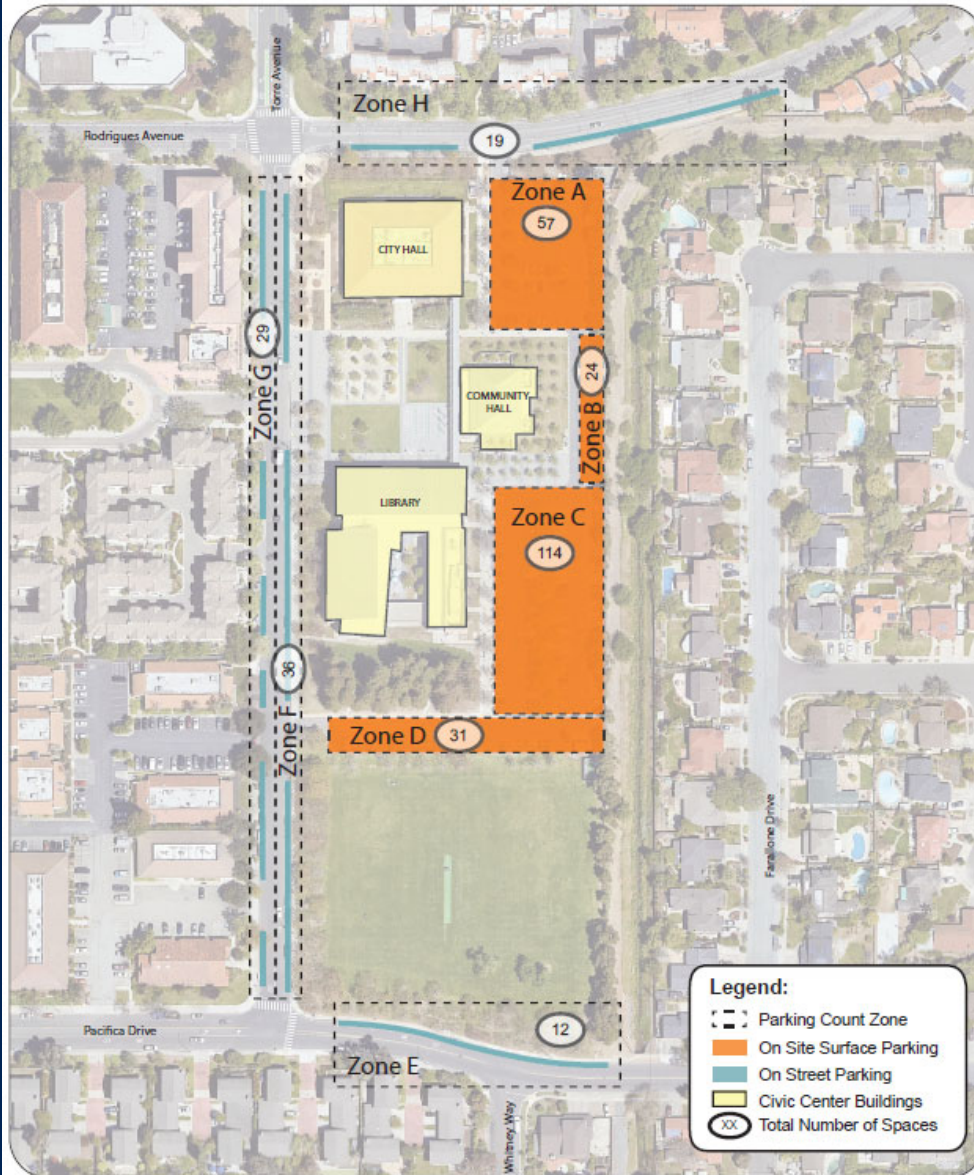 Torre Avenue
Zone H
Rodrigues Avenue
19
Zone A
57
CITY HALL
29
Zone G
24
Zone B
COMMUNITY
HALL
LIBRARY
Zone C
114
36
Zone F
Zone D
31
Farallone Drive
Pacifica Drive
12
Zone E
Whitney Way
Legend:
Parking Count Zone
On Site Surface Parking
On Street Parking
Civic Center Buildings
XX Total Number of Spaces